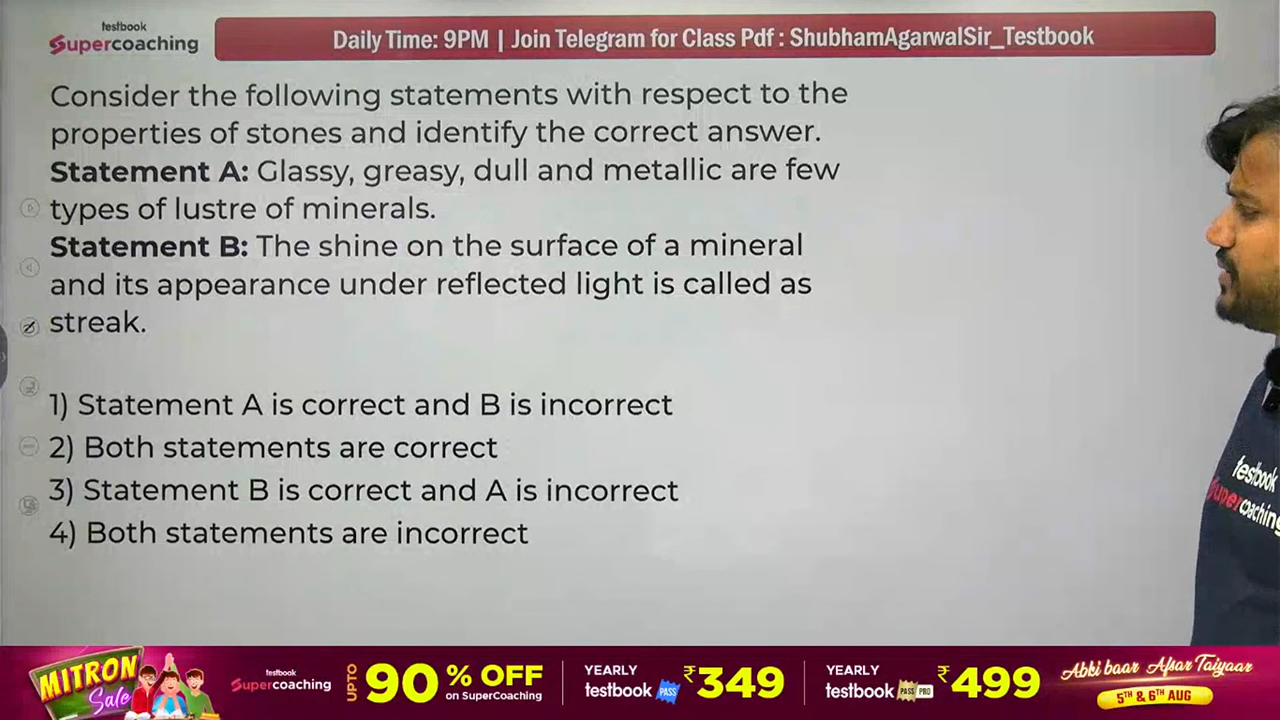 testbook
Supercoaching
Daily Time: 9PM | Join Telegram for Class Pdf : ShubhamAgarwalSir_Testbook
Consider the following statements with respect to the
properties of stones and identify the correct answer.
Statement A: Glassy, greasy, dull and metallic are few
types of lustre of minerals.
Statement B: The shine on the surface of a mineral
and its appearance under reflected light is called as
streak.
1) Statement A is correct and B is incorrect
2) Both statements are correct
3) Statement B is correct and A is incorrect
4) Both statements are incorrect
testbook
Supercoaching
MITRON
Sale
testbook
Supercoaching
UPTO 90 % OFF
on SuperCoaching
YEARLY
testbook PASS
₹349
YEARLY
testbook PASS PRO
₹499
Abki baar Afsar Taiyaar
5TH & 6TH AUG